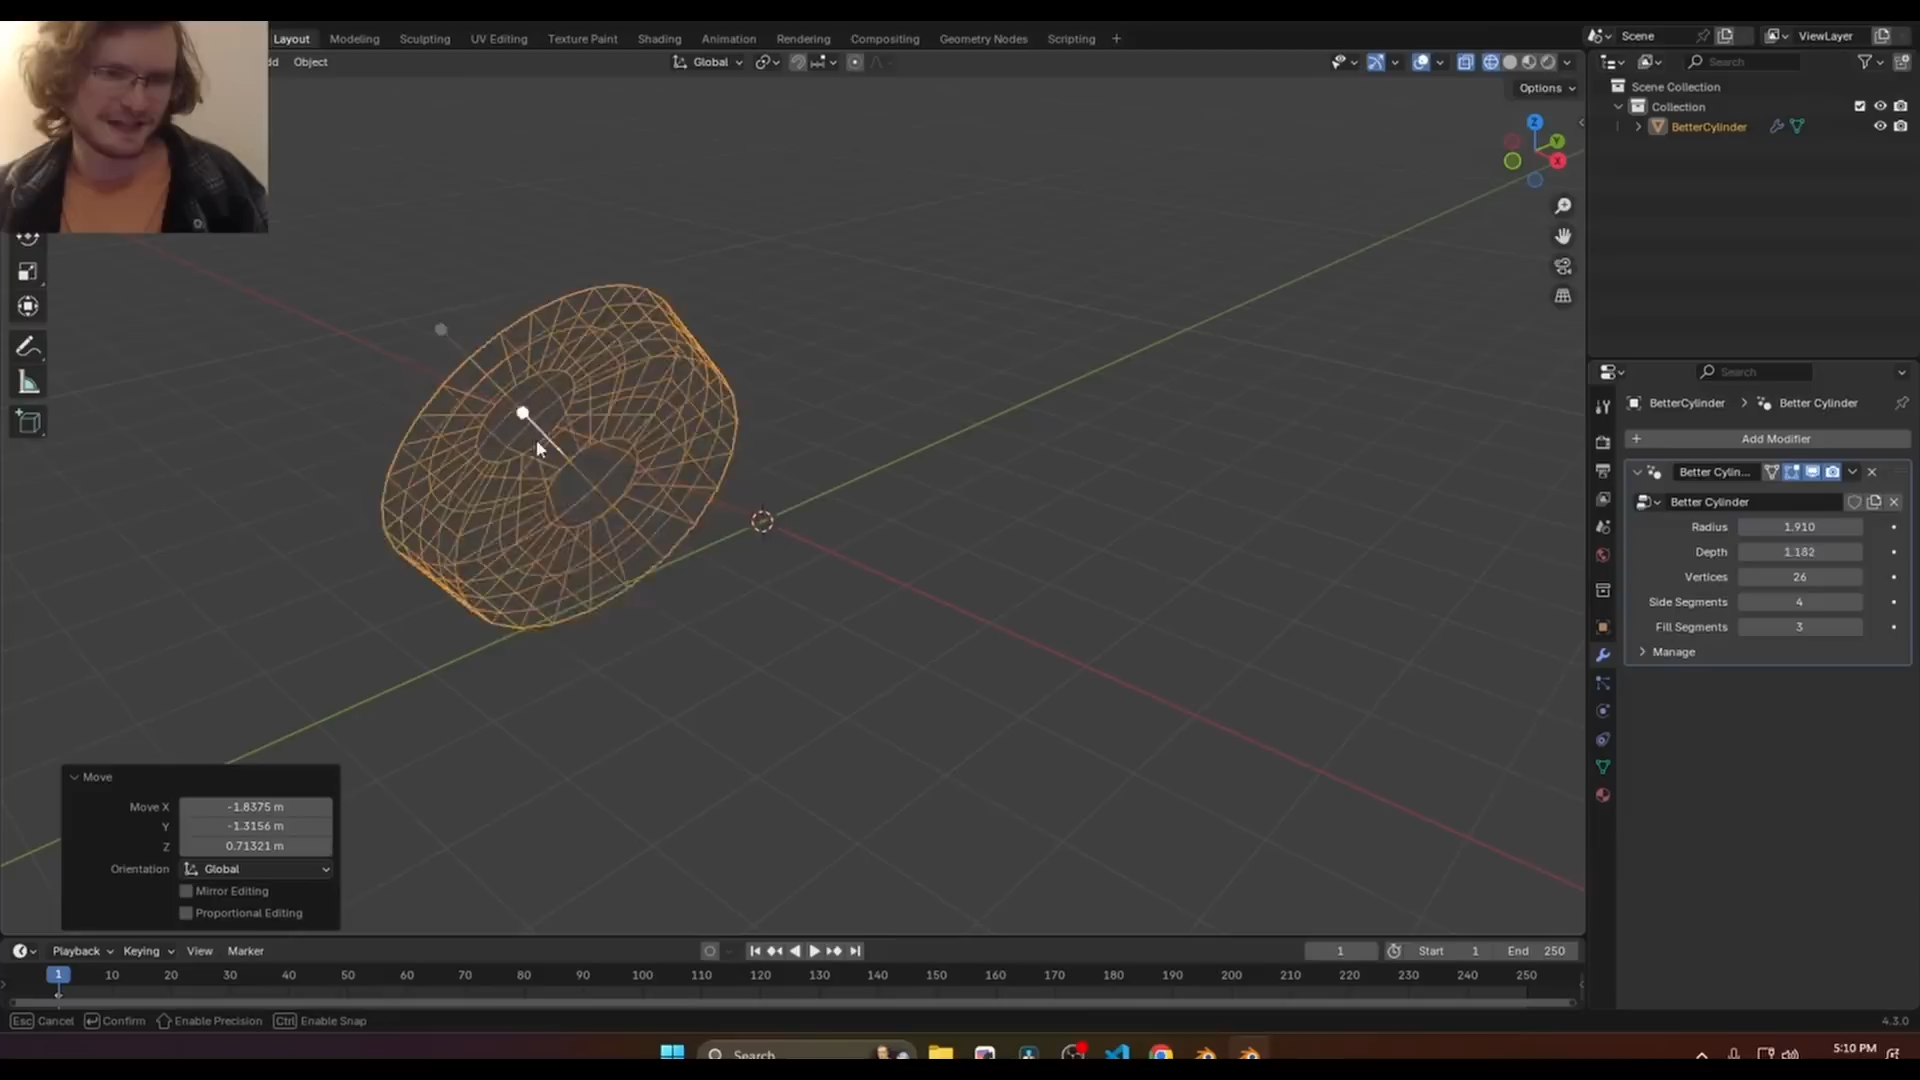 Layout Modeling Sculpting UV Editing Texture Paint Shading Animation Rendering Compositing Geometry Nodes Scripting +
Scene
ViewLayer
dd Object
Global
Search
Options
Scene Collection
Collection
BetterCylinder
Z
Y
X
Search
BetterCylinder > Better Cylinder
+ Add Modifier
Better Cylin...
Better Cylinder
Radius 1.910
Depth 1.182
Vertices 26
Side Segments 4
Fill Segments 3
Manage
Move
Move X -1.8375 m
Y -1.3156 m
Z 0.71321 m
Orientation Global
Mirror Editing
Proportional Editing
Playback Keying View Marker
1 Start 1 End 250
1 10 20 30 40 50 60 70 80 90 100 110 120 130 140 150 160 170 180 190 200 210 220 230 240 250
Esc Cancel Confirm Enable Precision Ctrl Enable Snap
4.3.0
Search
5:10 PM